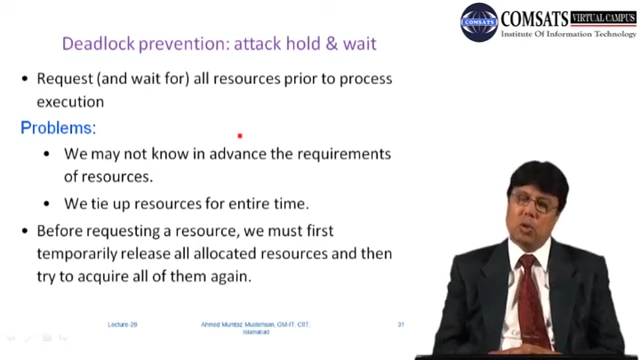 COMSATS VIRTUAL CAMPUS
Institute Of Information Technology
Deadlock prevention: attack hold & wait
• Request (and wait for) all resources prior to process
execution
Problems:
• We may not know in advance the requirements
of resources.
• We tie up resources for entire time.
• Before requesting a resource, we must first
temporarily release all allocated resources and then
try to acquire all of them again.
Lecture-29
Ahmed Mumtaz Mustehsan, GM-IT, CIIT,
Islamabad
31